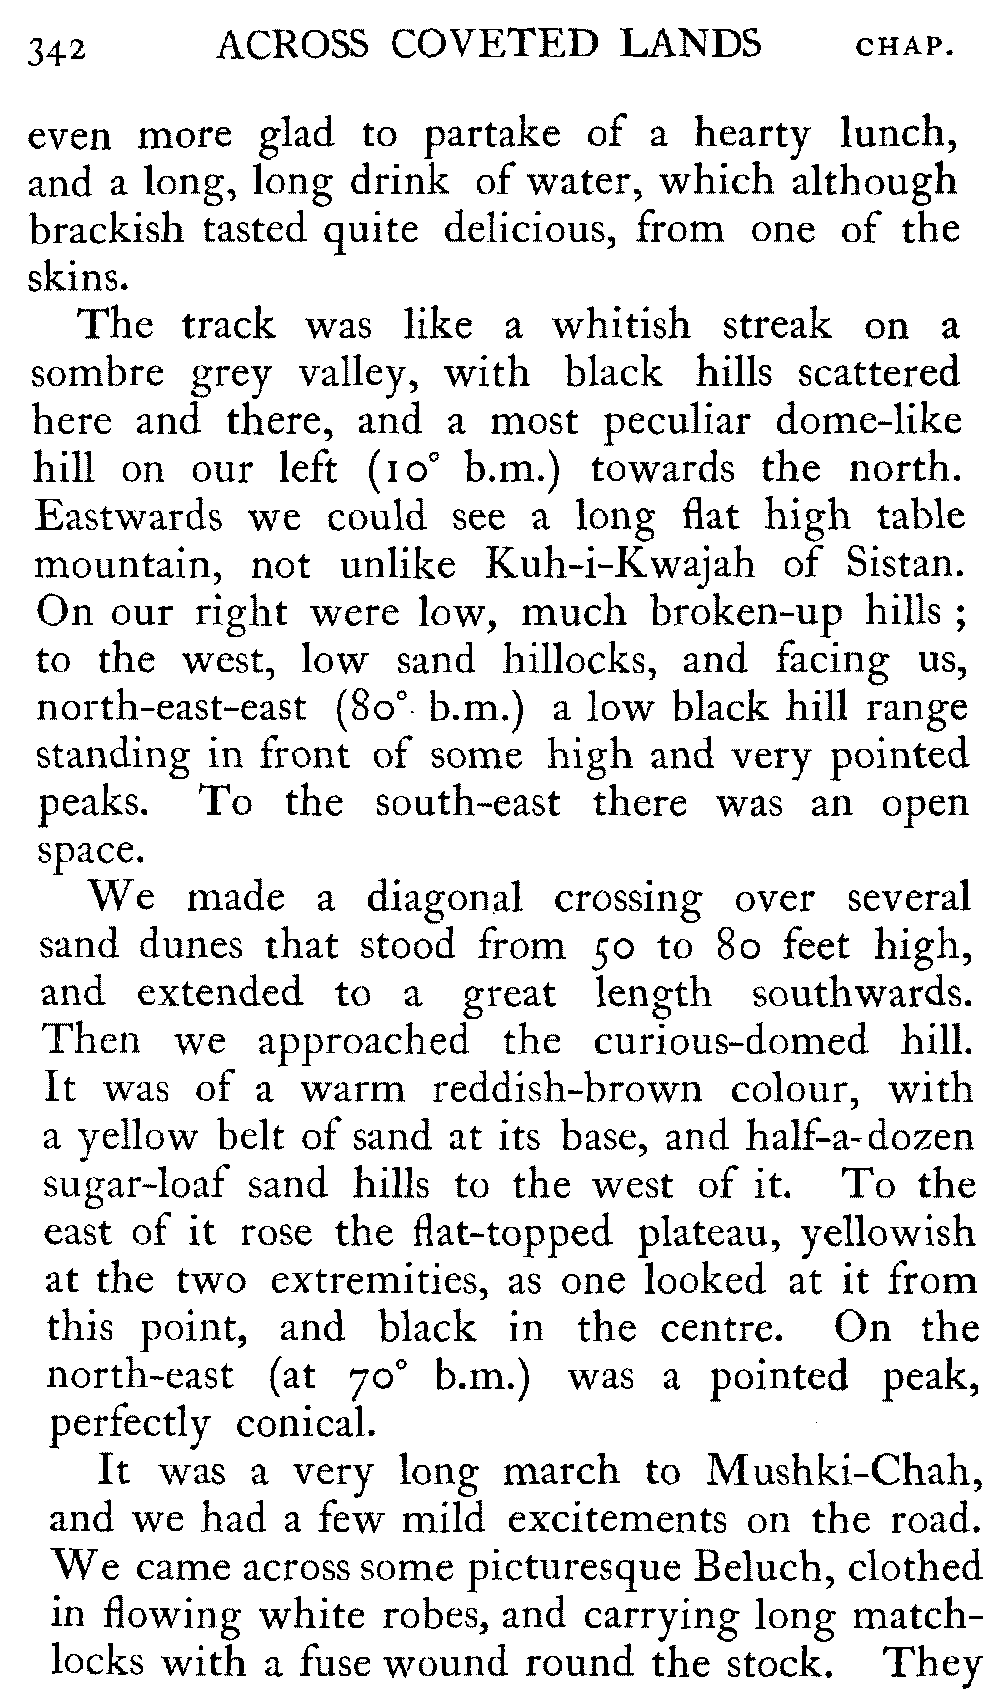 342 ACROSS COVETED LANDS CHAP.
even more glad to partake of a hearty lunch,
and a long, long drink of water, which although
brackish tasted quite delicious, from one of the
skins.
The track was like a whitish streak on a
sombre grey valley, with black hills scattered
here and there, and a most peculiar dome-like
hill on our left (10° b.m.) towards the north.
Eastwards we could see a long flat high table
mountain, not unlike Kuh-i-Kwajah of Sistan.
On our right were low, much broken-up hills ;
to the west, low sand hillocks, and facing us,
north-east-east (80° b.m.) a low black hill range
standing in front of some high and very pointed
peaks. To the south-east there was an open
space.
We made a diagonal crossing over several
sand dunes that stood from 50 to 80 feet high,
and extended to a great length southwards.
Then we approached the curious-domed hill.
It was of a warm reddish-brown colour, with
a yellow belt of sand at its base, and half-a-dozen
sugar-loaf sand hills to the west of it. To the
east of it rose the flat-topped plateau, yellowish
at the two extremities, as one looked at it from
this point, and black in the centre. On the
north-east (at 70° b.m.) was a pointed peak,
perfectly conical.
It was a very long march to Mushki-Chah,
and we had a few mild excitements on the road.
We came across some picturesque Beluch, clothed
in flowing white robes, and carrying long match-
locks with a fuse wound round the stock. They